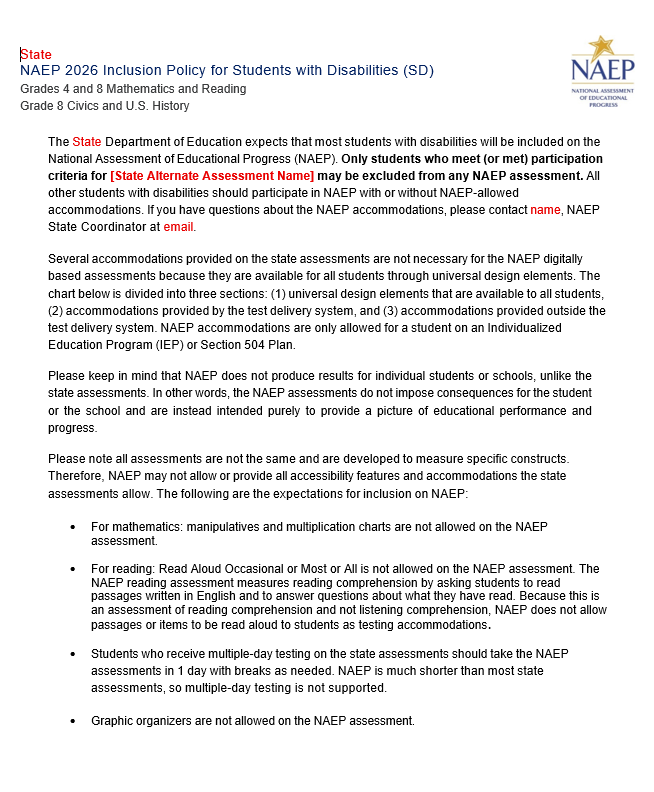 State
NAEP 2026 Inclusion Policy for Students with Disabilities (SD)
Grades 4 and 8 Mathematics and Reading
Grade 8 Civics and U.S. History
NAEP
NATIONAL ASSESSMENT
OF EDUCATIONAL
PROGRESS
The State Department of Education expects that most students with disabilities will be included on the
National Assessment of Educational Progress (NAEP). Only students who meet (or met) participation
criteria for [State Alternate Assessment Name] may be excluded from any NAEP assessment. All
other students with disabilities should participate in NAEP with or without NAEP-allowed
accommodations. If you have questions about the NAEP accommodations, please contact name, NAEP
State Coordinator at email.
Several accommodations provided on the state assessments are not necessary for the NAEP digitally
based assessments because they are available for all students through universal design elements. The
chart below is divided into three sections: (1) universal design elements that are available to all students,
(2) accommodations provided by the test delivery system, and (3) accommodations provided outside the
test delivery system. NAEP accommodations are only allowed for a student on an Individualized
Education Program (IEP) or Section 504 Plan.
Please keep in mind that NAEP does not produce results for individual students or schools, unlike the
state assessments. In other words, the NAEP assessments do not impose consequences for the student
or the school and are instead intended purely to provide a picture of educational performance and
progress.
Please note all assessments are not the same and are developed to measure specific constructs.
Therefore, NAEP may not allow or provide all accessibility features and accommodations the state
assessments allow. The following are the expectations for inclusion on NAEP:
• For mathematics: manipulatives and multiplication charts are not allowed on the NAEP
assessment.
• For reading: Read Aloud Occasional or Most or All is not allowed on the NAEP assessment. The
NAEP reading assessment measures reading comprehension by asking students to read
passages written in English and to answer questions about what they have read. Because this is
an assessment of reading comprehension and not listening comprehension, NAEP does not allow
passages or items to be read aloud to students as testing accommodations.
• Students who receive multiple-day testing on the state assessments should take the NAEP
assessments in 1 day with breaks as needed. NAEP is much shorter than most state
assessments, so multiple-day testing is not supported.
• Graphic organizers are not allowed on the NAEP assessment.